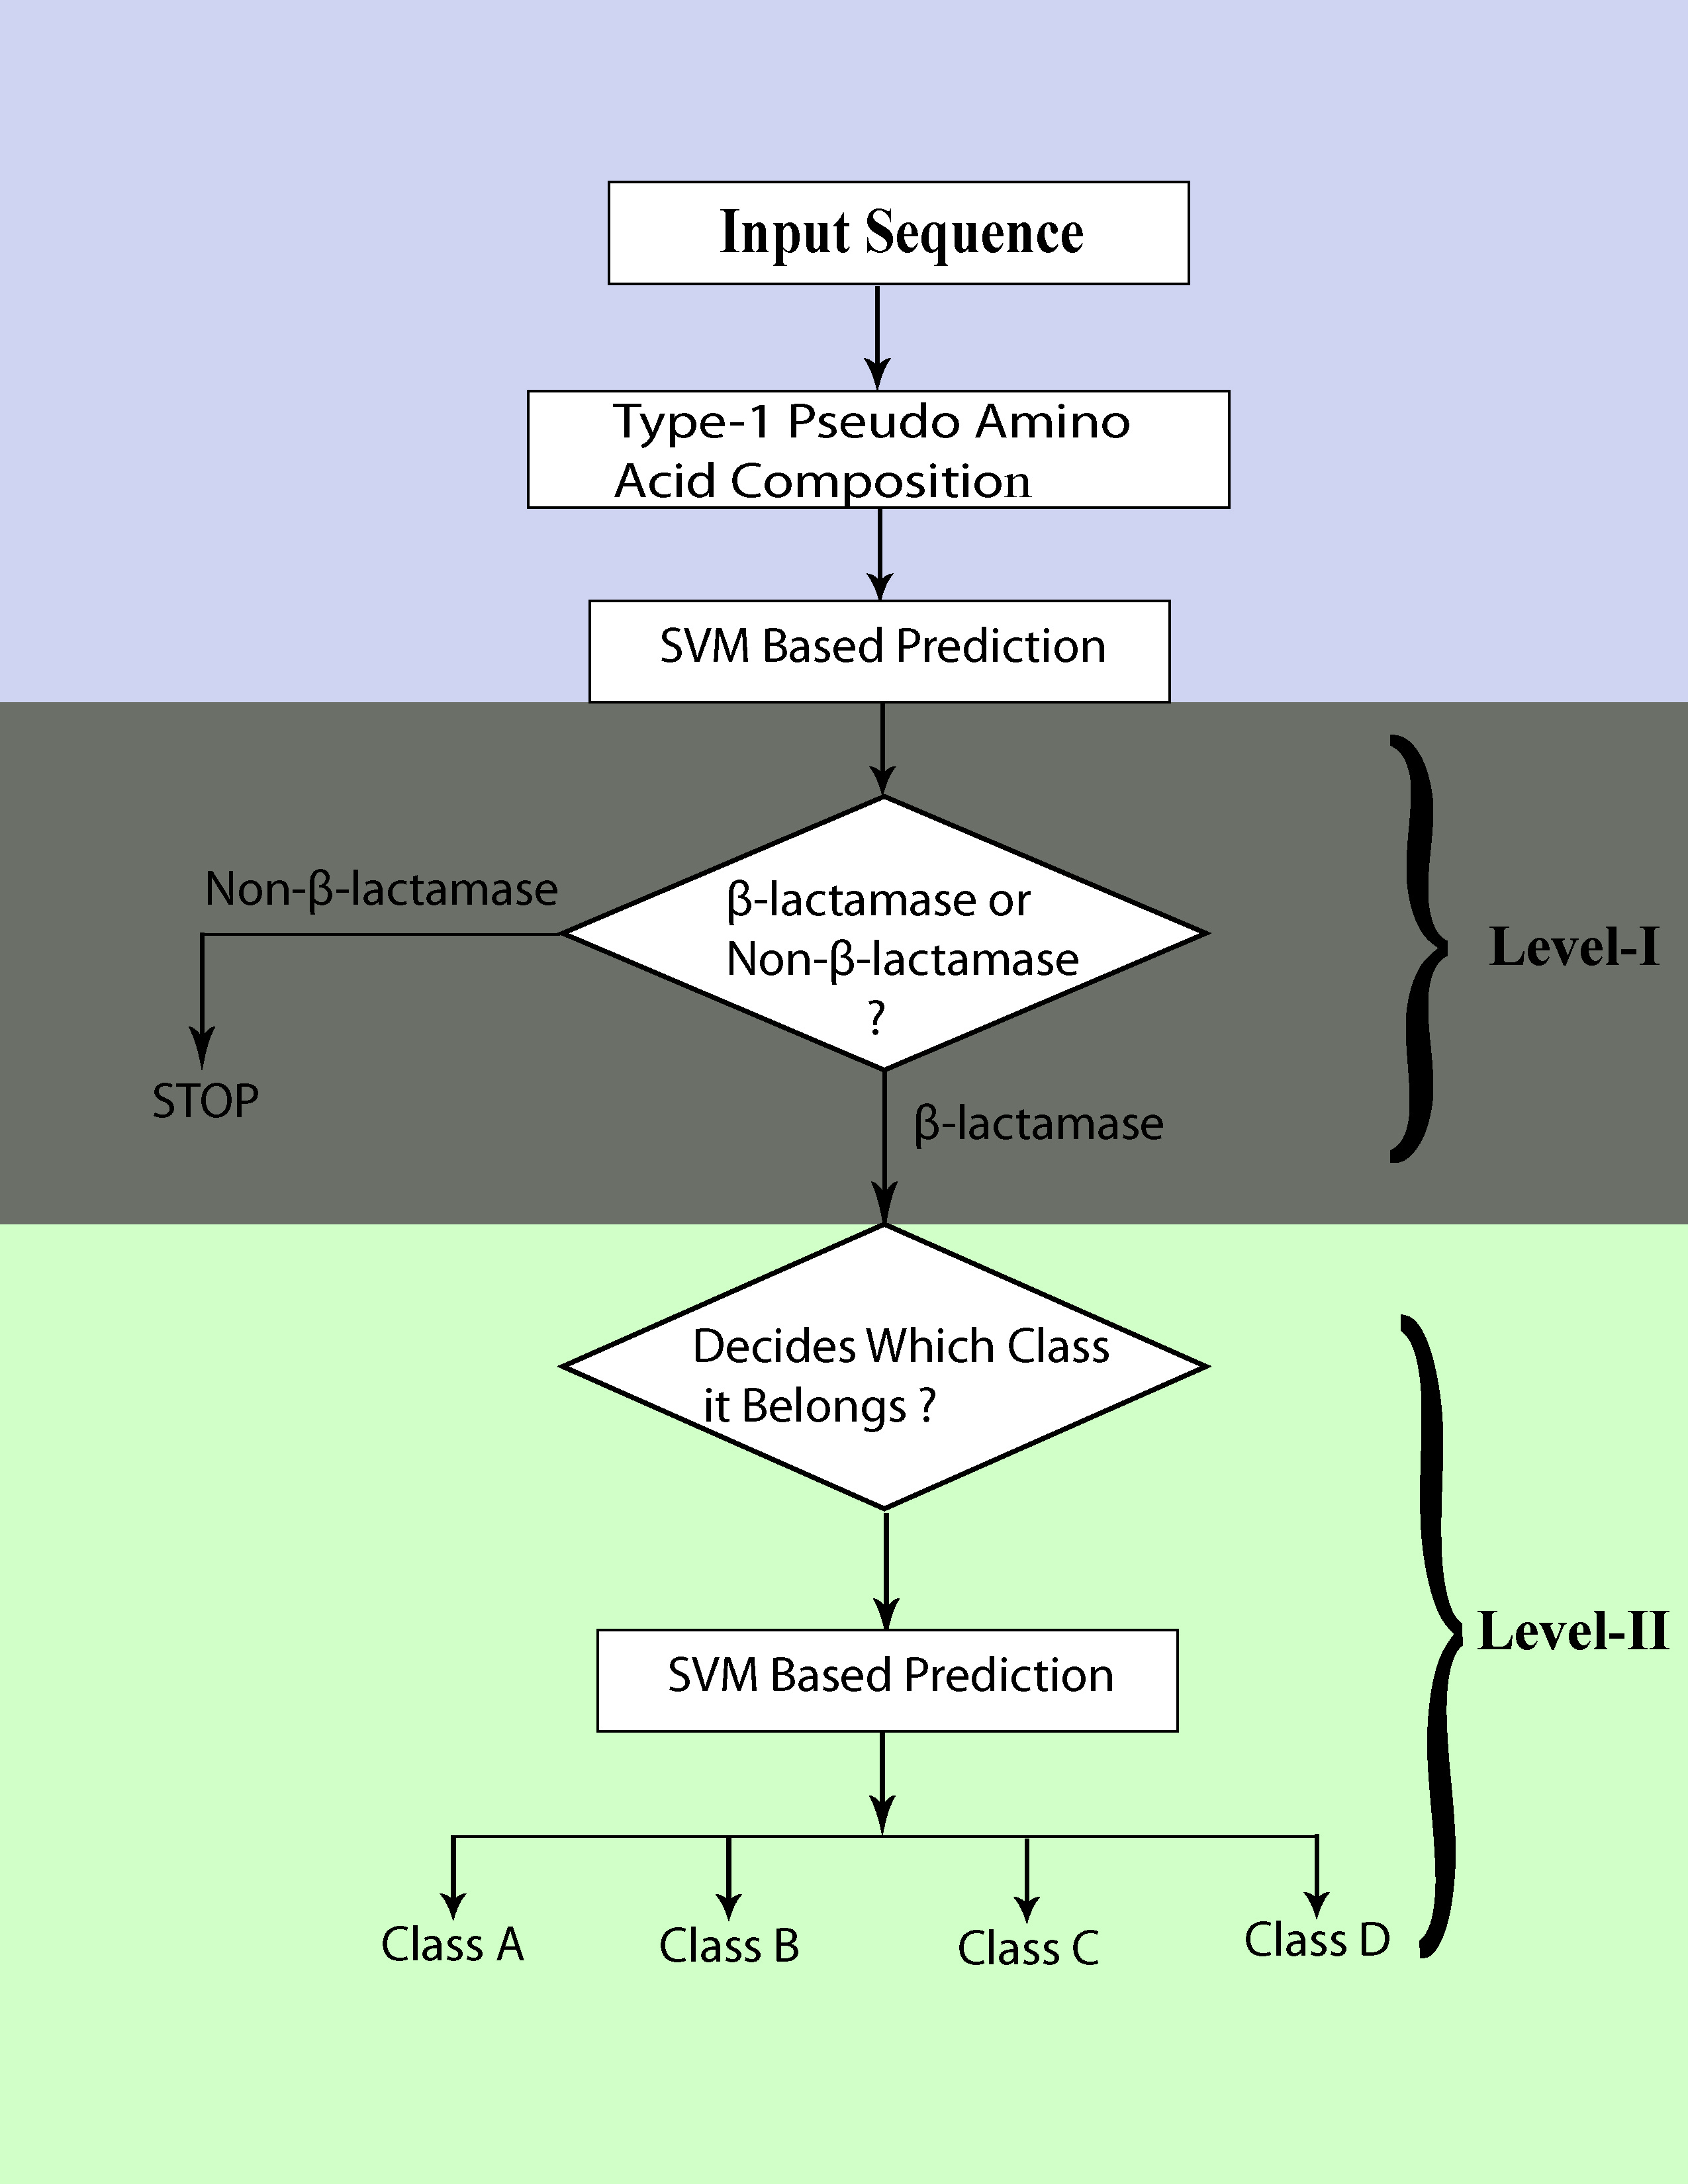 Input Sequence
Type-1 Pseudo Amino
Acid Composition
SVM Based Prediction
Non-β-lactamase
β-lactamase or
Non-β-lactamase
?
Level-I
STOP
β-lactamase
Decides Which Class
it Belongs ?
Level-II
SVM Based Prediction
Class A
Class B
Class C
Class D